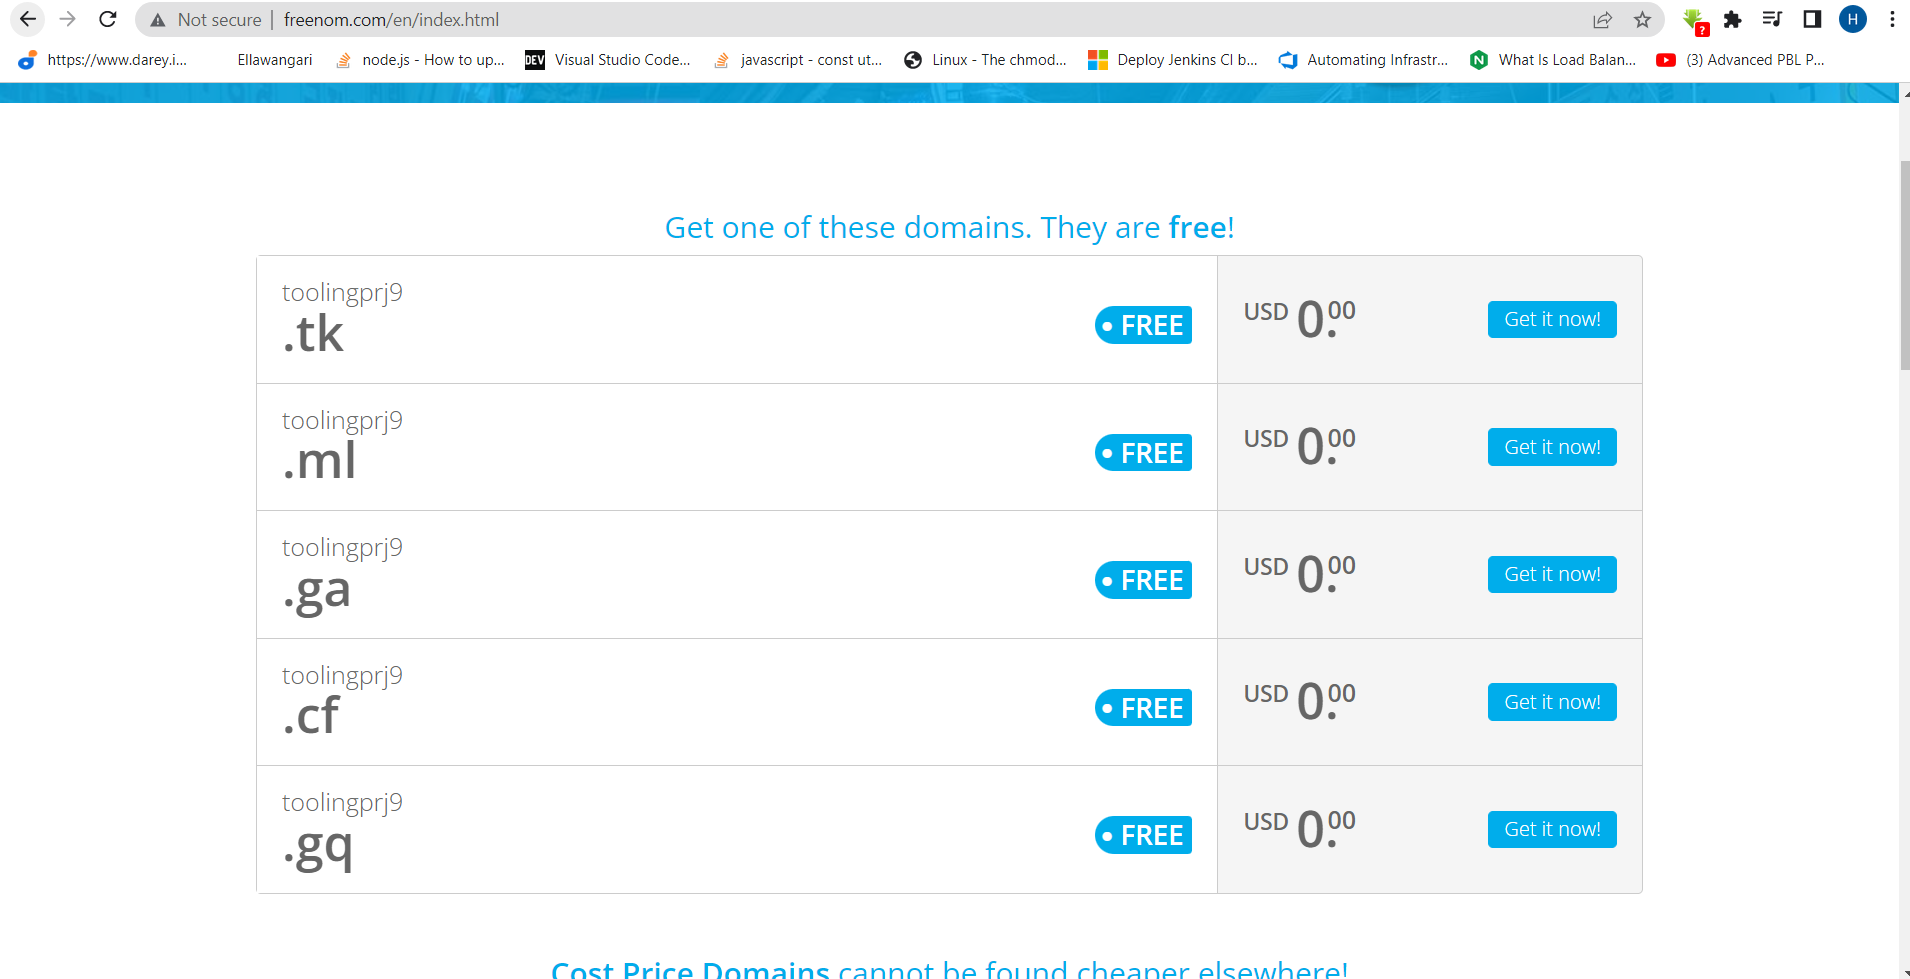 Not secure | freenom.com/en/index.html
?
H
https://www.darey.i... Ellawangari node.js - How to up... DEV Visual Studio Code... javascript - const ut... Linux - The chmod... Deploy Jenkins CI b... Automating Infrastr... N What Is Load Balan... (3) Advanced PBL P...
Get one of these domains. They are free!
toolingprj9
.tk
FREE
USD 0.00
Get it now!
toolingprj9
.ml
FREE
USD 0.00
Get it now!
toolingprj9
.ga
FREE
USD 0.00
Get it now!
toolingprj9
.cf
FREE
USD 0.00
Get it now!
toolingprj9
.gq
FREE
USD 0.00
Get it now!
Cost Price Domains cannot be found cheaper elsewhere!